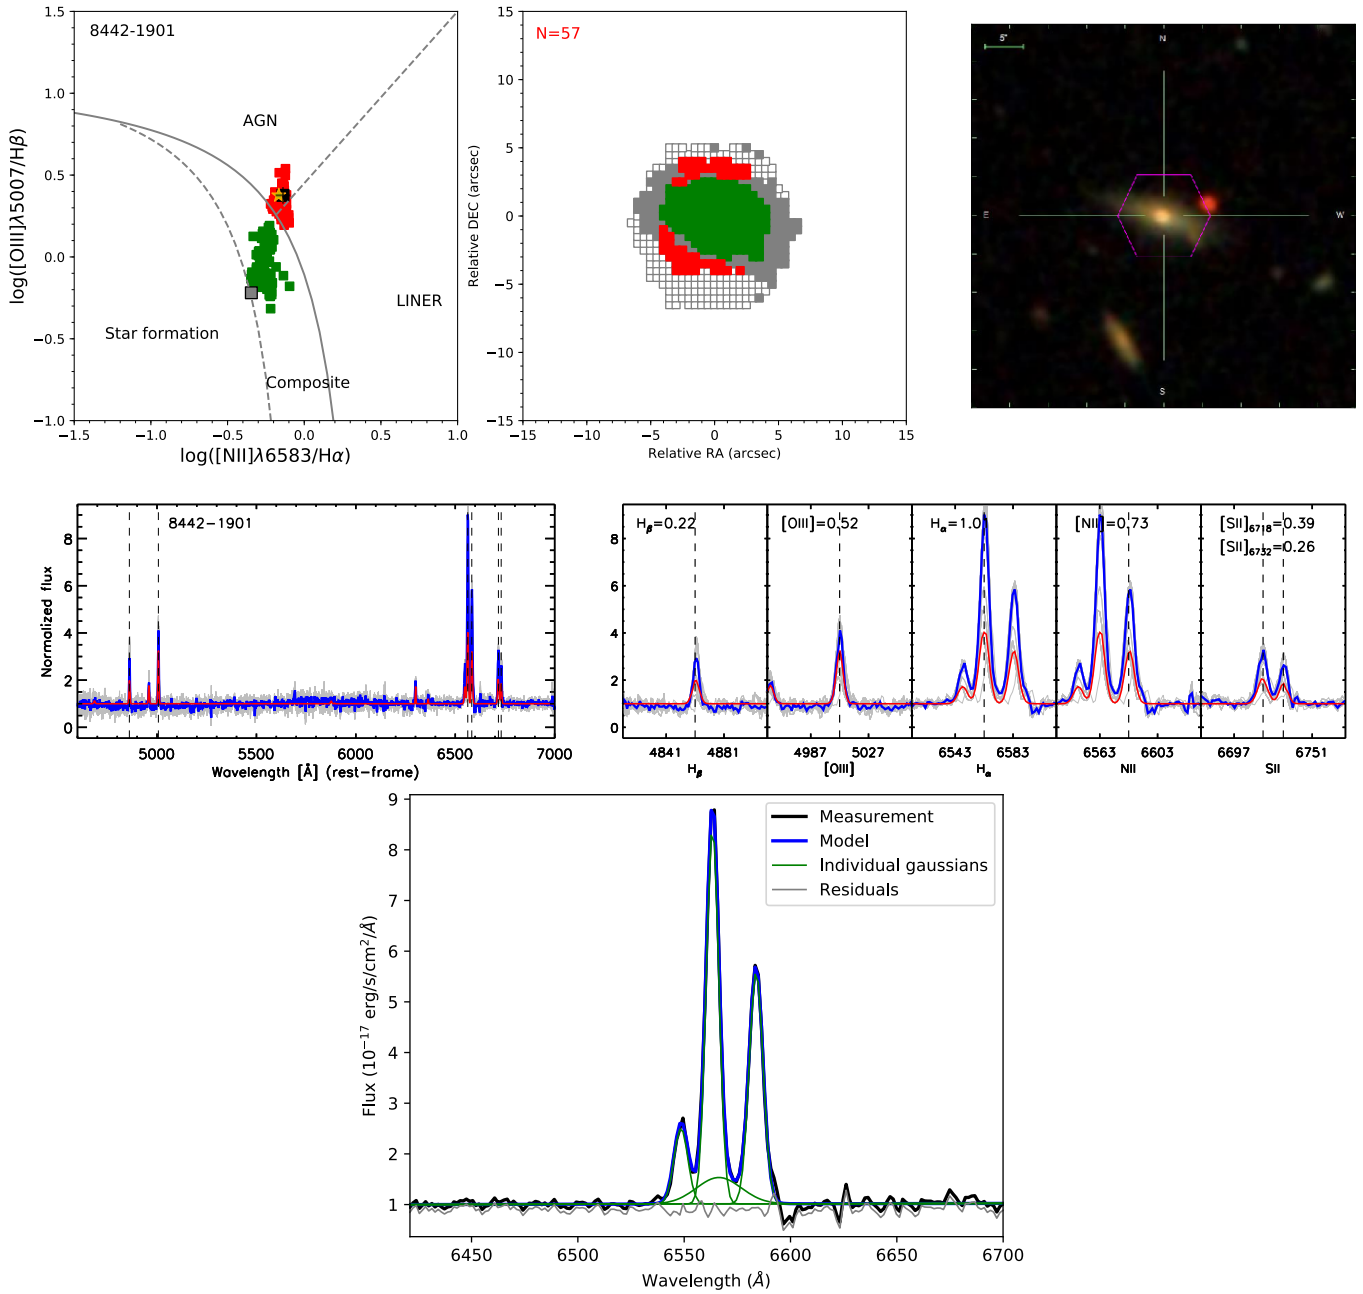 8442-1901
AGN
LINER
Star formation
Composite
1.5
1.0
0.5
0.0
−0.5
−1.0
−1.5 −1.0 −0.5 0.0 0.5 1.0
log([OIII]λ5007/Hβ)
log([NII]λ6583/Hα)
N=57
15
10
5
0
−5
−10
−15
−15 −10 −5 0 5 10 15
Relative DEC (arcsec)
Relative RA (arcsec)
5"
N
E
W
S
8442−1901
8
6
4
2
0
Normalized flux
5000 5500 6000 6500 7000
Wavelength [Å] (rest−frame)
Hβ=0.22
[OIII]=0.52
Hα=1.0
[NII]=0.73
[SII]6718=0.39
[SII]6732=0.26
8
6
4
2
0
4841 4881 4987 5027 6543 6583 6563 6603 6697 6751
Hβ [OIII] Hα NII SII
Measurement
Model
Individual gaussians
Residuals
9
8
7
6
5
4
3
2
1
Flux (10⁻¹⁷ erg/s/cm²/Å)
6450 6500 6550 6600 6650 6700
Wavelength (Å)